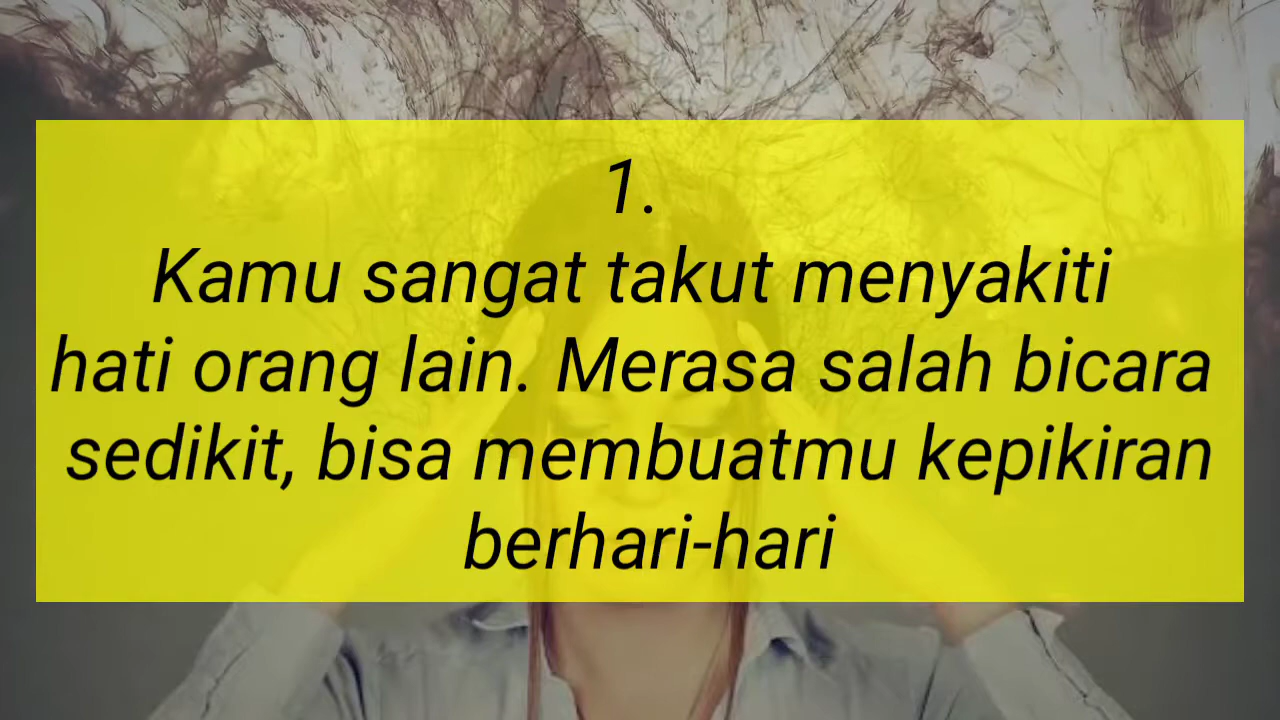 1.
Kamu sangat takut menyakiti
hati orang lain. Merasa salah bicara
sedikit, bisa membuatmu kepikiran
berhari-hari